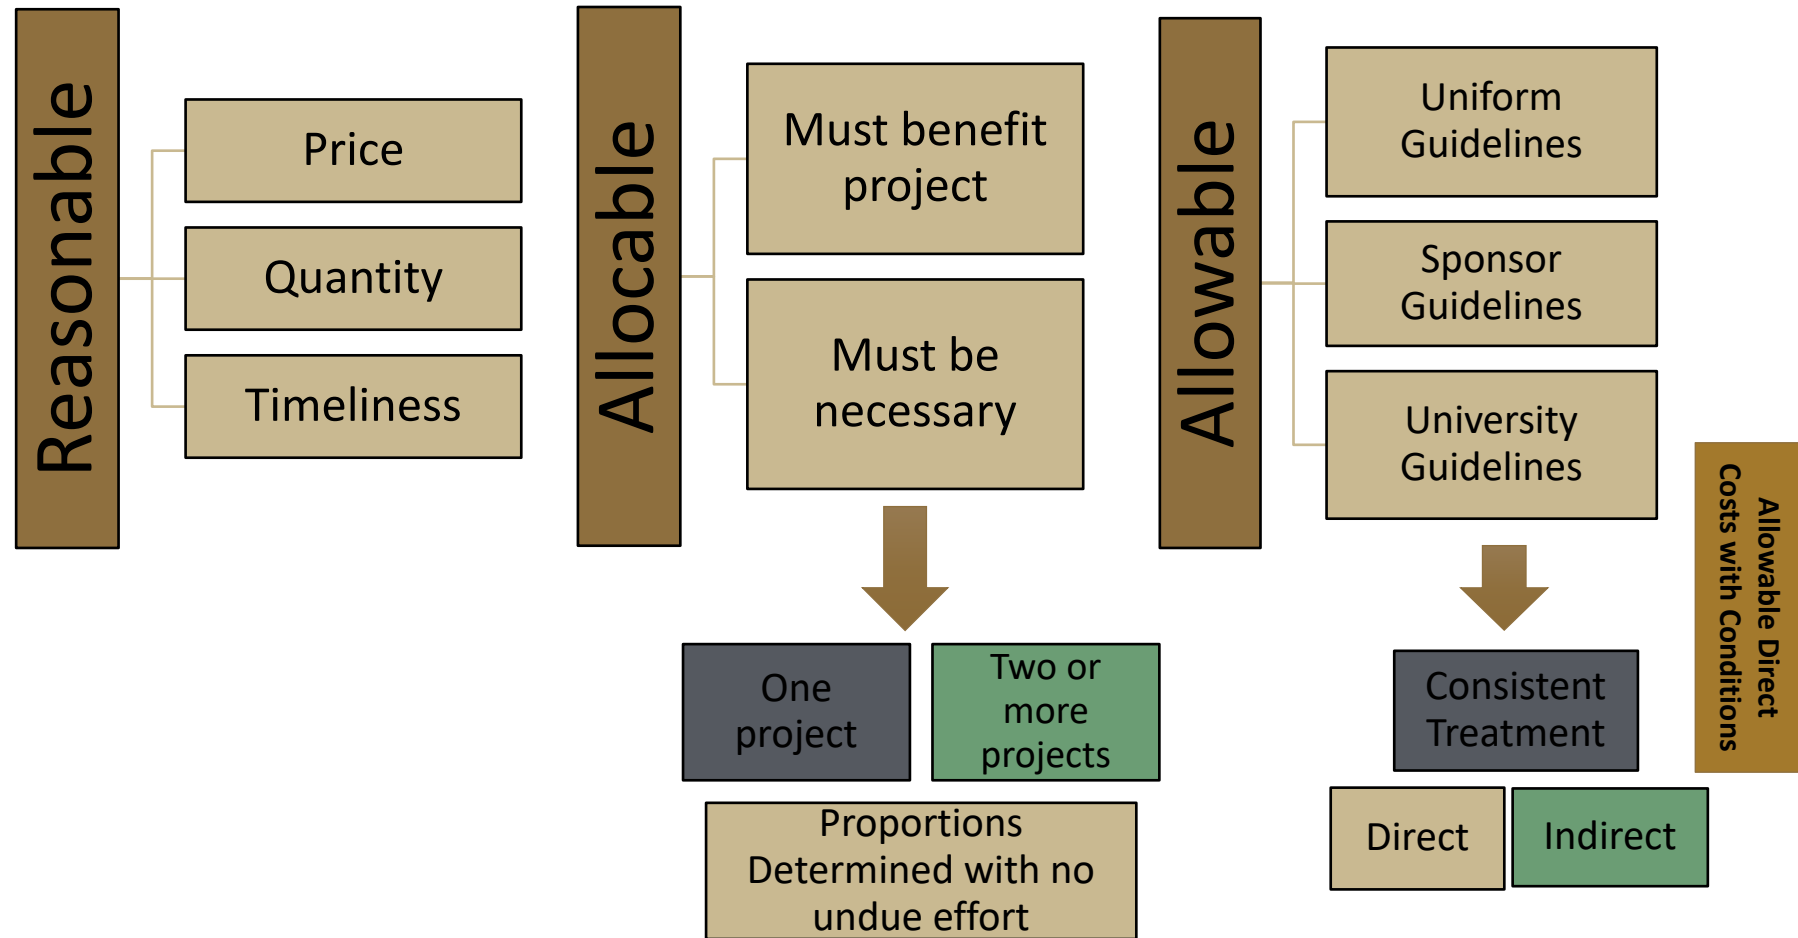 Reasonable
Price
Quantity
Timeliness
Allocable
Must benefit
project
Must be
necessary
One
project
Two or
more
projects
Proportions
Determined with no
undue effort
Allowable
Uniform
Guidelines
Sponsor
Guidelines
University
Guidelines
Consistent
Treatment
Direct
Indirect
Allowable Direct
Costs with Conditions